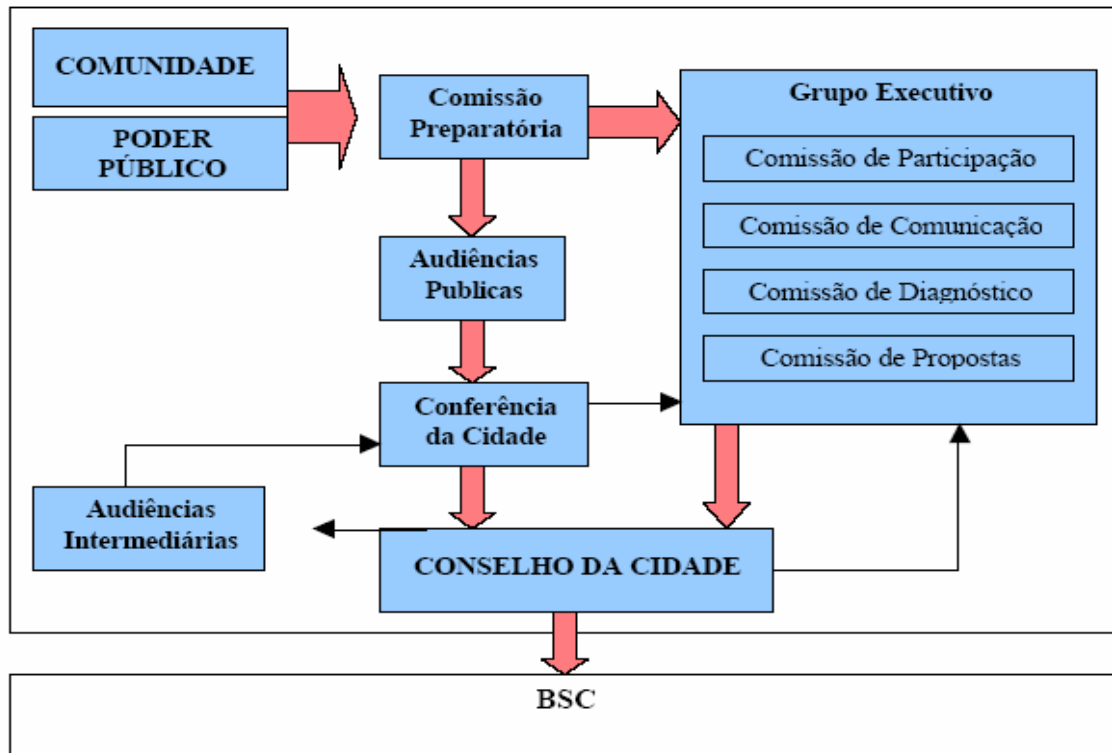 COMUNIDADE
PODER
PÚBLICO
Comissão
Preparatória
Grupo Executivo
Comissão de Participação
Comissão de Comunicação
Comissão de Diagnóstico
Comissão de Propostas
Audiências
Publicas
Conferência
da Cidade
Audiências
Intermediárias
CONSELHO DA CIDADE
BSC